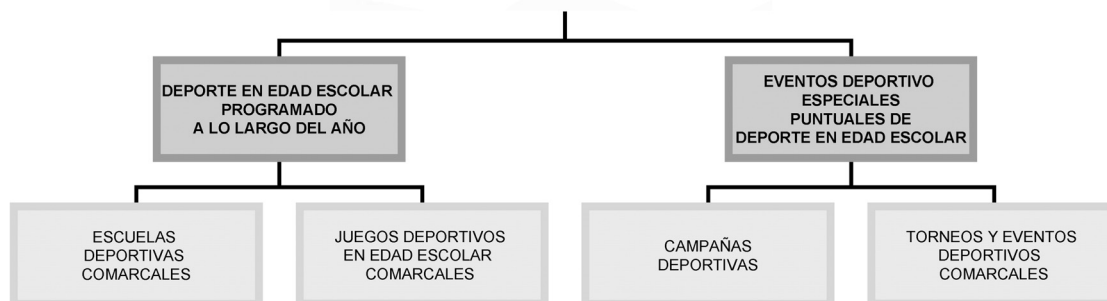 DEPORTE EN EDAD ESCOLAR
PROGRAMADO
A LO LARGO DEL AÑO
EVENTOS DEPORTIVO
ESPECIALES
PUNTUALES DE
DEPORTE EN EDAD ESCOLAR
ESCUELAS
DEPORTIVAS
COMARCALES
JUEGOS DEPORTIVOS
EN EDAD ESCOLAR
COMARCALES
CAMPAÑAS
DEPORTIVAS
TORNEOS Y EVENTOS
DEPORTIVOS
COMARCALES